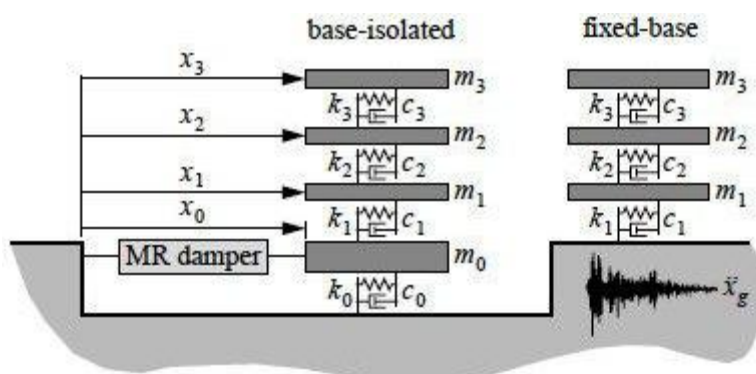 base-isolated fixed-base
x₃ m₃ m₃
k₃ c₃ k₃ c₃
x₂ m₂ m₂
k₂ c₂ k₂ c₂
x₁ m₁ m₁
x₀ k₁ c₁ k₁ c₁
MR damper m₀
k₀ c₀ ẍg